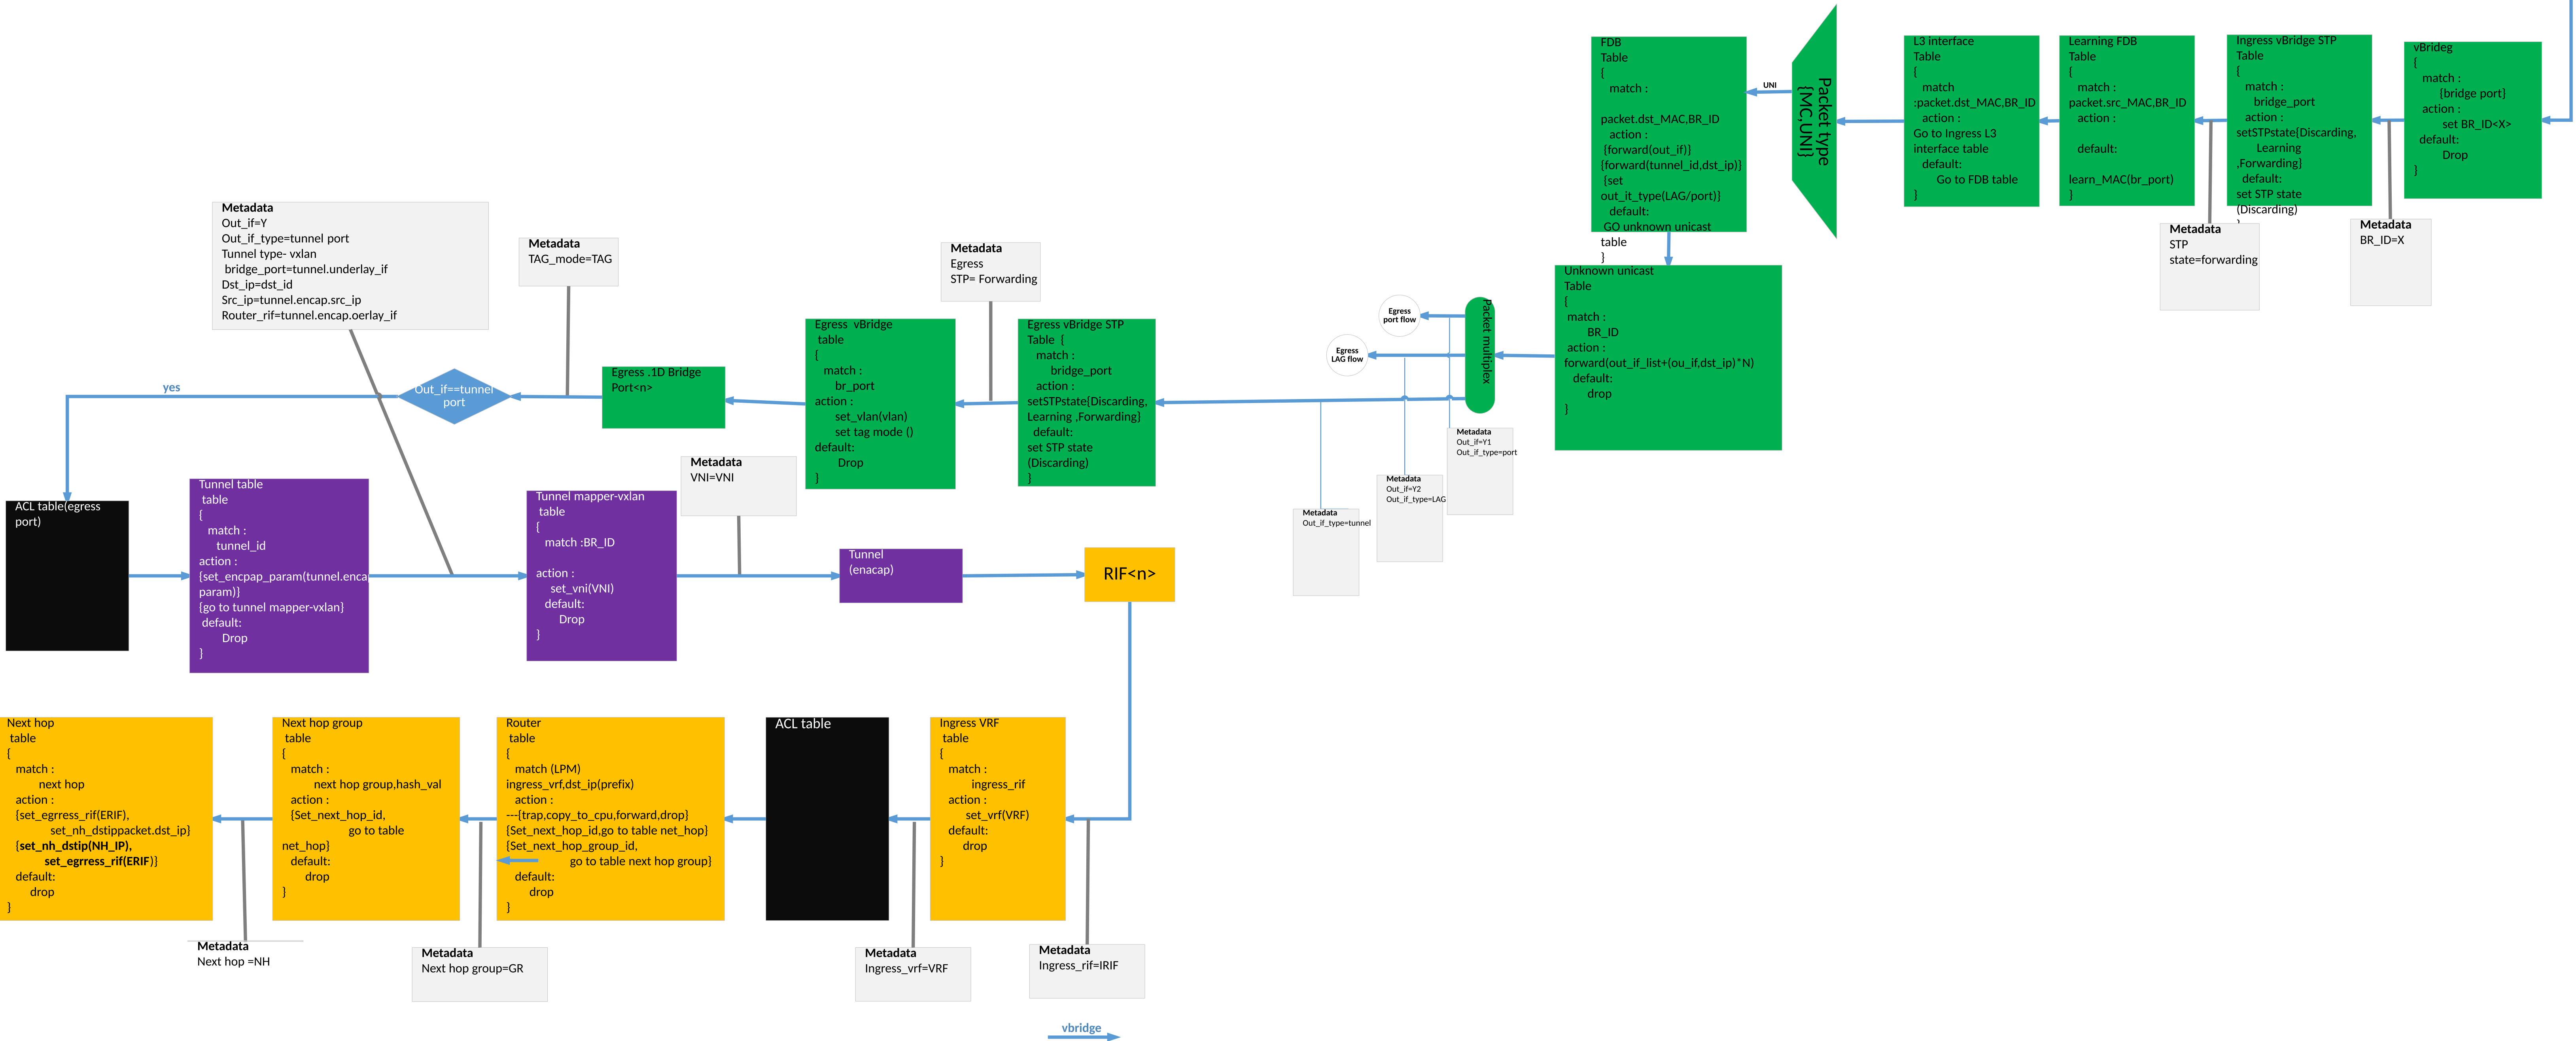 FDB
Table
{
match :
packet.dst_MAC,BR_ID
action :
{forward(out_if)}
{forward(tunnel_id,dst_ip)}
{set
out_it_type(LAG/port)}
default:
GO unknown unicast
table
}
UNI
Packet type
{MC,UNI}
L3 interface
Table
{
match
:packet.dst_MAC,BR_ID
action :
Go to Ingress L3
interface table
default:
Go to FDB table
}
Learning FDB
Table
{
match :
packet.src_MAC,BR_ID
action :
default:
learn_MAC(br_port)
}
Ingress vBridge STP
Table
{
match :
bridge_port
action :
setSTPstate{Discarding,
Learning
,Forwarding}
default:
set STP state
(Discarding)
}
vBrideg
{
match :
{bridge port}
action :
set BR_ID<X>
default:
Drop
}
Metadata
STP
state=forwarding
Metadata
BR_ID=X
Metadata
Out_if=Y
Out_if_type=tunnel port
Tunnel type- vxlan
bridge_port=tunnel.underlay_if
Dst_ip=dst_id
Src_ip=tunnel.encap.src_ip
Router_rif=tunnel.encap.oerlay_if
Metadata
TAG_mode=TAG
Metadata
Egress
STP= Forwarding
Unknown unicast
Table
{
match :
BR_ID
action :
forward(out_if_list+(ou_if,dst_ip)*N)
default:
drop
}
Egress
port flow
Egress
LAG flow
Packet multiplex
Egress vBridge STP
Table {
match :
bridge_port
action :
setSTPstate{Discarding,
Learning ,Forwarding}
default:
set STP state
(Discarding)
}
Egress vBridge
table
{
match :
br_port
action :
set_vlan(vlan)
set tag mode ()
default:
Drop
}
Egress .1D Bridge
Port<n>
Out_if==tunnel
port
yes
Metadata
Out_if=Y1
Out_if_type=port
Metadata
Out_if=Y2
Out_if_type=LAG
Metadata
Out_if_type=tunnel
Metadata
VNI=VNI
ACL table(egress
port)
Tunnel table
table
{
match :
tunnel_id
action :
{set_encpap_param(tunnel.enca
param)}
{go to tunnel mapper-vxlan}
default:
Drop
}
Tunnel mapper-vxlan
table
{
match :BR_ID
action :
set_vni(VNI)
default:
Drop
}
Tunnel
(enacap)
RIF<n>
Next hop
table
{
match :
next hop
action :
{set_egrress_rif(ERIF),
set_nh_dstippacket.dst_ip}
{set_nh_dstip(NH_IP),
set_egrress_rif(ERIF)}
default:
drop
}
Next hop group
table
{
match :
next hop group,hash_val
action :
{Set_next_hop_id,
go to table
net_hop}
default:
drop
}
Router
table
{
match (LPM)
ingress_vrf,dst_ip(prefix)
action :
---{trap,copy_to_cpu,forward,drop}
{Set_next_hop_id,go to table net_hop}
{Set_next_hop_group_id,
go to table next hop group}
default:
drop
}
ACL table
Ingress VRF
table
{
match :
ingress_rif
action :
set_vrf(VRF)
default:
drop
}
Metadata
Next hop =NH
Metadata
Next hop group=GR
Metadata
Ingress_vrf=VRF
Metadata
Ingress_rif=IRIF
vbridge